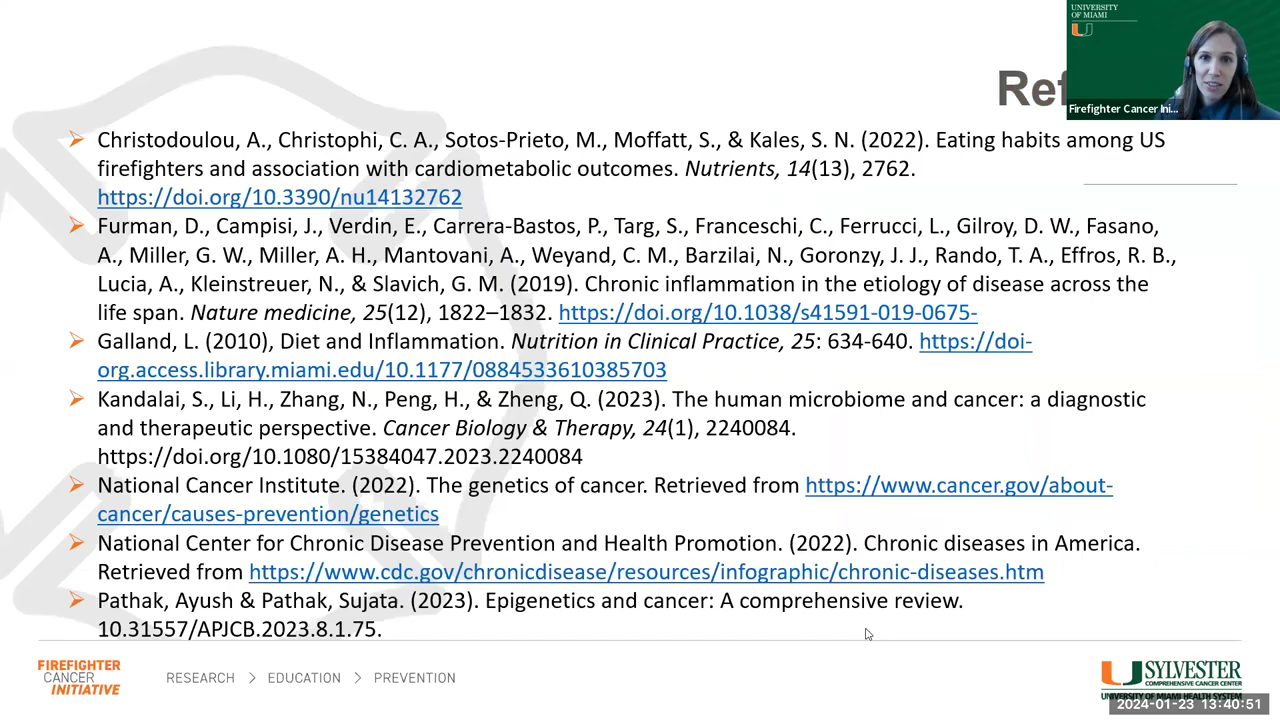 UNIVERSITY
OF MIAMI
Firefighter Cancer Ini...
Christodoulou, A., Christophi, C. A., Sotos-Prieto, M., Moffatt, S., & Kales, S. N. (2022). Eating habits among US
firefighters and association with cardiometabolic outcomes. Nutrients, 14(13), 2762.
https://doi.org/10.3390/nu14132762
Furman, D., Campisi, J., Verdin, E., Carrera-Bastos, P., Targ, S., Franceschi, C., Ferrucci, L., Gilroy, D. W., Fasano,
A., Miller, G. W., Miller, A. H., Mantovani, A., Weyand, C. M., Barzilai, N., Goronzy, J. J., Rando, T. A., Effros, R. B.,
Lucia, A., Kleinstreuer, N., & Slavich, G. M. (2019). Chronic inflammation in the etiology of disease across the
life span. Nature medicine, 25(12), 1822–1832. https://doi.org/10.1038/s41591-019-0675-
Galland, L. (2010), Diet and Inflammation. Nutrition in Clinical Practice, 25: 634-640. https://doi-
org.access.library.miami.edu/10.1177/0884533610385703
Kandalai, S., Li, H., Zhang, N., Peng, H., & Zheng, Q. (2023). The human microbiome and cancer: a diagnostic
and therapeutic perspective. Cancer Biology & Therapy, 24(1), 2240084.
https://doi.org/10.1080/15384047.2023.2240084
National Cancer Institute. (2022). The genetics of cancer. Retrieved from https://www.cancer.gov/about-
cancer/causes-prevention/genetics
National Center for Chronic Disease Prevention and Health Promotion. (2022). Chronic diseases in America.
Retrieved from https://www.cdc.gov/chronicdisease/resources/infographic/chronic-diseases.htm
Pathak, Ayush & Pathak, Sujata. (2023). Epigenetics and cancer: A comprehensive review.
10.31557/APJCB.2023.8.1.75.
FIREFIGHTER
CANCER
INITIATIVE
RESEARCH > EDUCATION > PREVENTION
SYLVESTER
COMPREHENSIVE CANCER CENTER
UNIVERSITY OF MIAMI HEALTH SYSTEM
2024-01-23 13:40:51